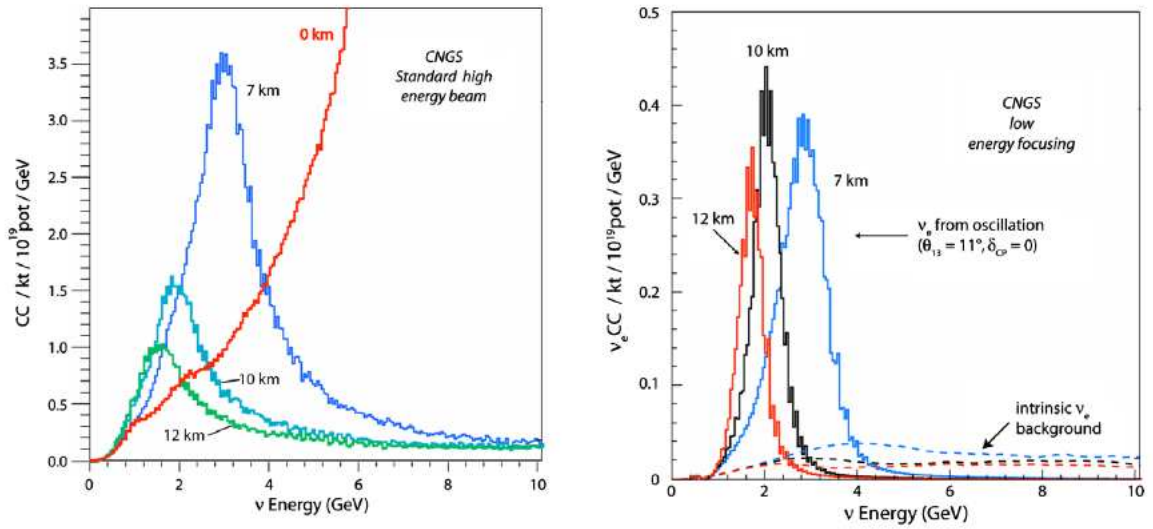 CC / kt / 10¹⁹pot / GeV
3.5
3.0
2.5
2.0
1.5
1.0
0.5
0.0
0 km
CNGS
Standard high
energy beam
7 km
10 km
12 km
0 2 4 6 8 10
ν Energy (GeV)
νₑ CC / kt / 10¹⁹pot / GeV
0.5
0.4
0.3
0.2
0.1
0
10 km
CNGS
low
energy focusing
7 km
12 km
νₑ from oscillation
(θ₁₃ = 11°, δ_CP = 0)
intrinsic νₑ
background
0 2 4 6 8 10
ν Energy (GeV)